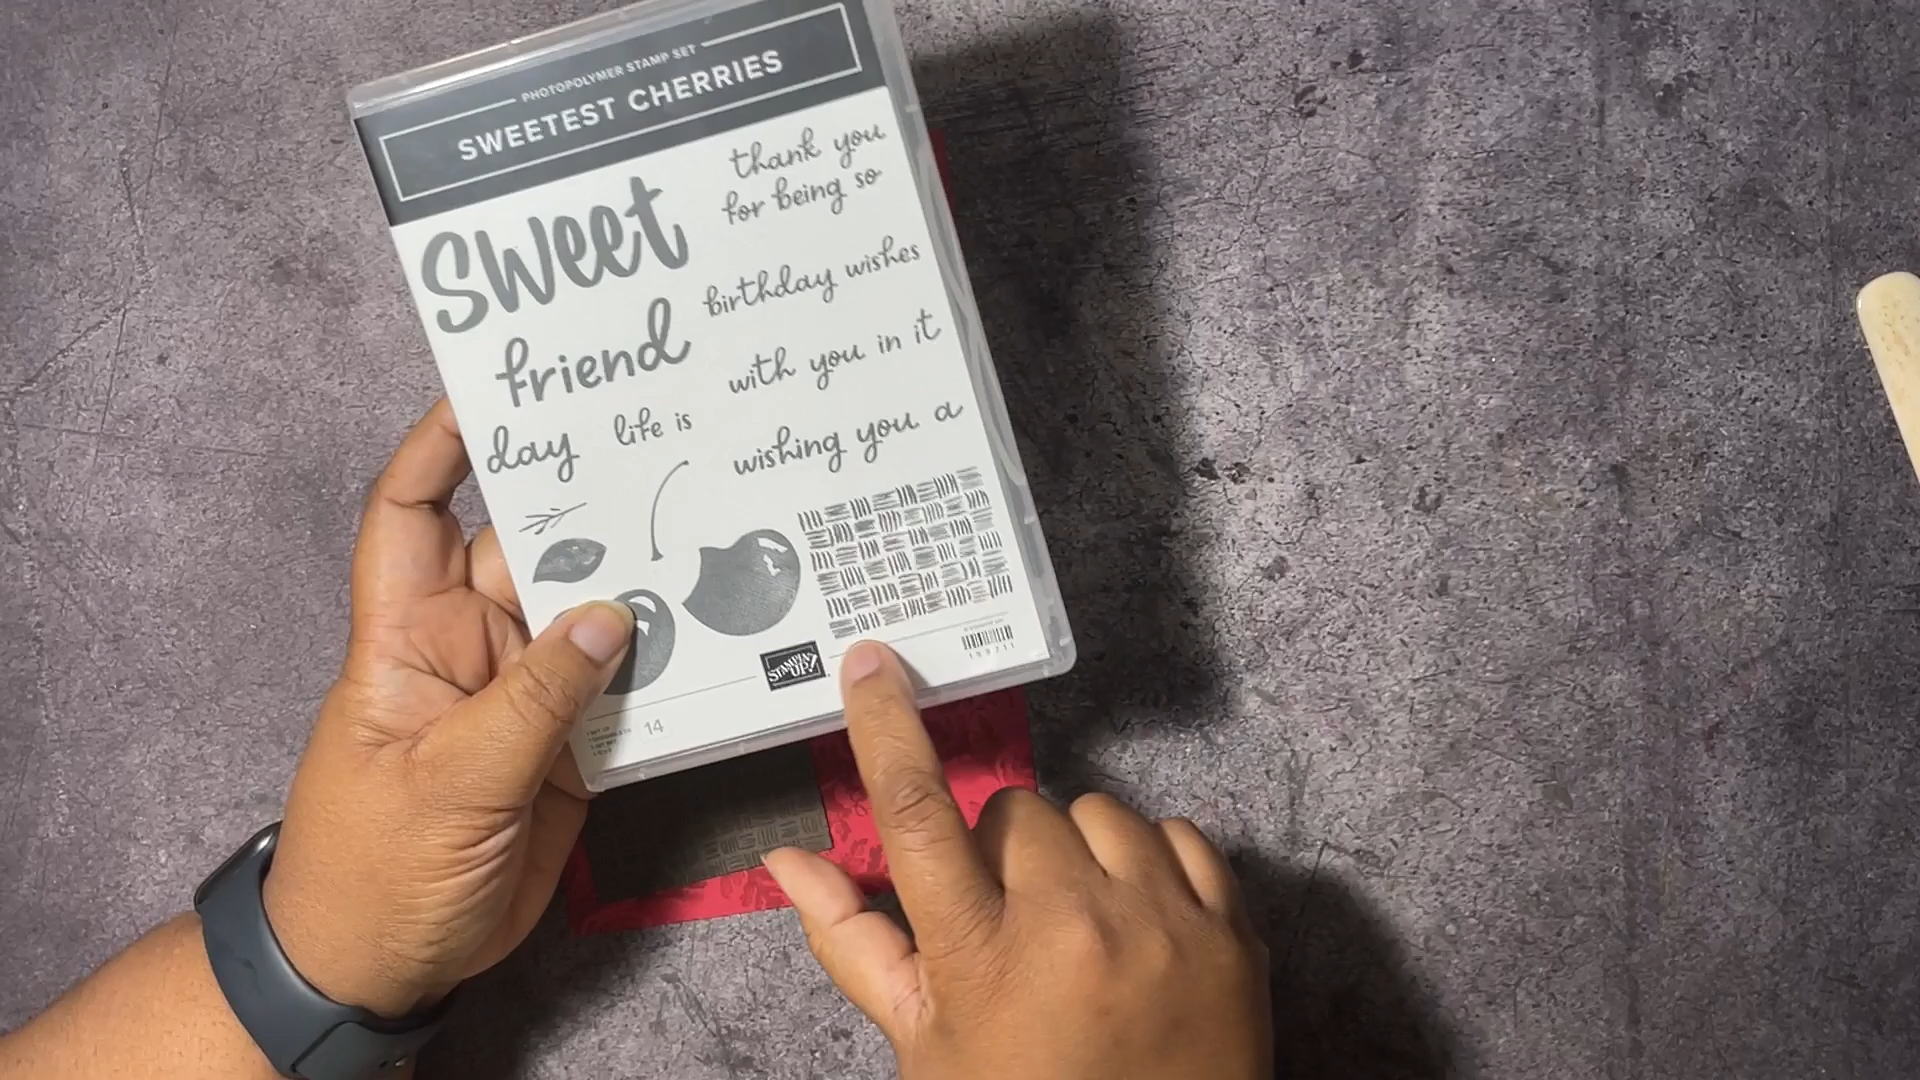 PHOTOPOLYMER STAMP SET
SWEETEST CHERRIES
thank you
for being so
Sweet
birthday wishes
friend
with you in it
day
life is
wishing you a
STAMPIN' UP!
14